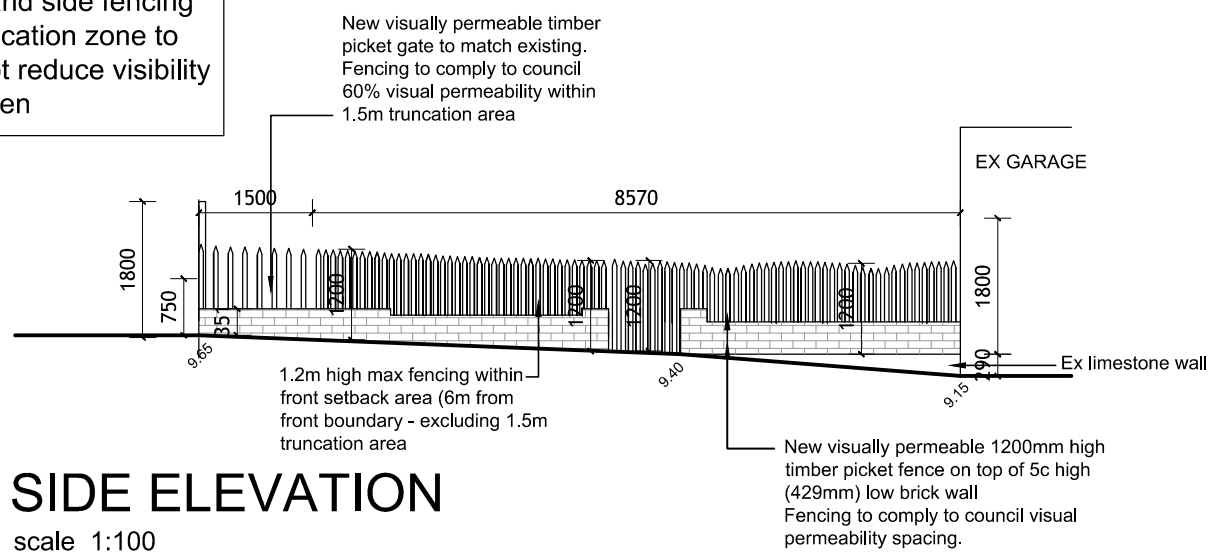 nd side fencing
cation zone to
t reduce visibility
en
New visually permeable timber
picket gate to match existing.
Fencing to comply to council
60% visual permeability within
1.5m truncation area
EX GARAGE
1500
8570
1800
750
351
1200
1200
1200
1200
1800
290
9.65
9.40
9.15
Ex limestone wall
1.2m high max fencing within
front setback area (6m from
front boundary - excluding 1.5m
truncation area
New visually permeable 1200mm high
timber picket fence on top of 5c high
(429mm) low brick wall
Fencing to comply to council visual
permeability spacing.
SIDE ELEVATION
scale 1:100